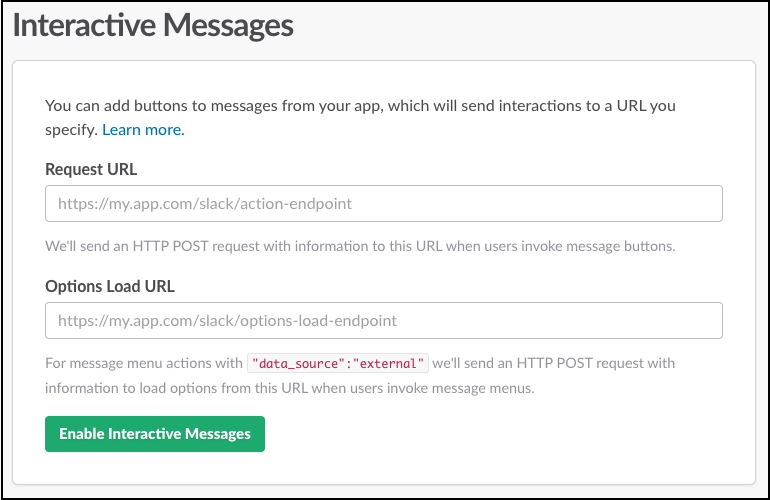 Interactive Messages
You can add buttons to messages from your app, which will send interactions to a URL you
specify. Learn more.
Request URL
https://my.app.com/slack/action-endpoint
We'll send an HTTP POST request with information to this URL when users invoke message buttons.
Options Load URL
https://my.app.com/slack/options-load-endpoint
For message menu actions with "data_source":"external" we'll send an HTTP POST request with
information to load options from this URL when users invoke message menus.
Enable Interactive Messages